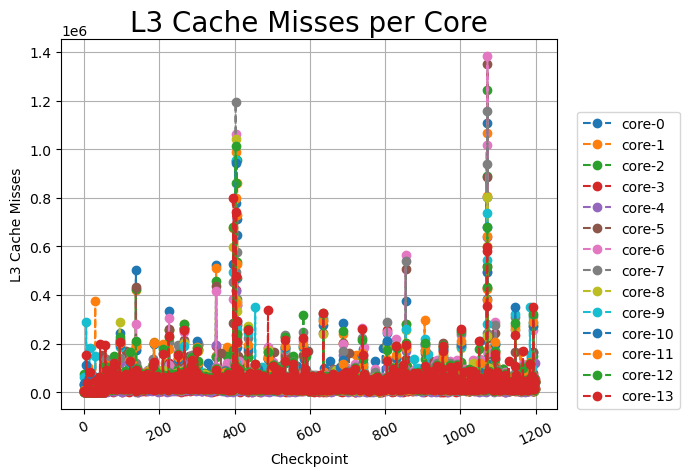 L3 Cache Misses per Core
1e6
1.4
1.2
1.0
0.8
0.6
0.4
0.2
0.0
L3 Cache Misses
0 200 400 600 800 1000 1200
Checkpoint
core-0
core-1
core-2
core-3
core-4
core-5
core-6
core-7
core-8
core-9
core-10
core-11
core-12
core-13